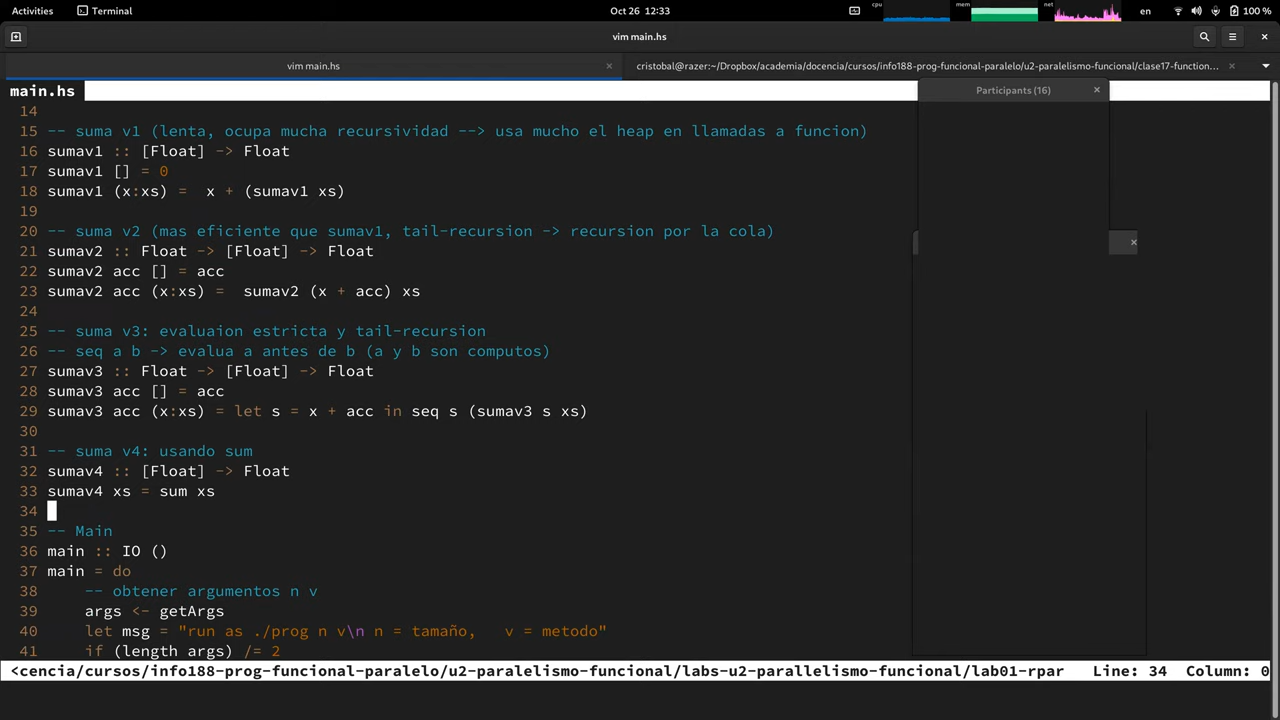 Activities Terminal Oct 26 12:33 cpu mem net en 100 %
vim main.hs
vim main.hs × cristobal@razer:~/Dropbox/academia/docencia/cursos/info188-prog-funcional-paralelo/u2-paralelismo-funcional/clase17-function... ×
main.hs
Participants (16) ×
14
15 -- suma v1 (lenta, ocupa mucha recursividad --> usa mucho el heap en llamadas a funcion)
16 sumav1 :: [Float] -> Float
17 sumav1 [] = 0
18 sumav1 (x:xs) =  x + (sumav1 xs)
19
20 -- suma v2 (mas eficiente que sumav1, tail-recursion -> recursion por la cola)
21 sumav2 :: Float -> [Float] -> Float
22 sumav2 acc [] = acc
23 sumav2 acc (x:xs) =  sumav2 (x + acc) xs
24
25 -- suma v3: evaluaion estricta y tail-recursion
26 -- seq a b -> evalua a antes de b (a y b son computos)
27 sumav3 :: Float -> [Float] -> Float
28 sumav3 acc [] = acc
29 sumav3 acc (x:xs) = let s = x + acc in seq s (sumav3 s xs)
30
31 -- suma v4: usando sum
32 sumav4 :: [Float] -> Float
33 sumav4 xs = sum xs
34
35 -- Main
36 main :: IO ()
37 main = do
38     -- obtener argumentos n v
39     args <- getArgs
40     let msg = "run as ./prog n v\n n = tamaño,   v = metodo"
41     if (length args) /= 2
<cencia/cursos/info188-prog-funcional-paralelo/u2-paralelismo-funcional/labs-u2-parallelismo-funcional/lab01-rpar Line: 34 Column: 0